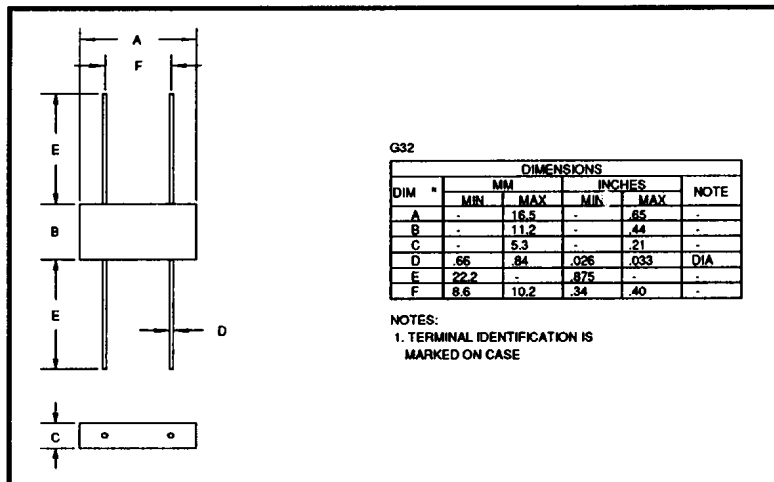 A
F
E
B
E
D
C
G32
DIMENSIONS
DIM MM INCHES NOTE
MIN MAX MIN MAX
A - 16.5 - .65 -
B - 11.2 - .44 -
C - 5.3 - .21 -
D .66 .84 .026 .033 DIA
E 22.2 - .875 - -
F 8.6 10.2 .34 .40 -
NOTES:
1. TERMINAL IDENTIFICATION IS
MARKED ON CASE